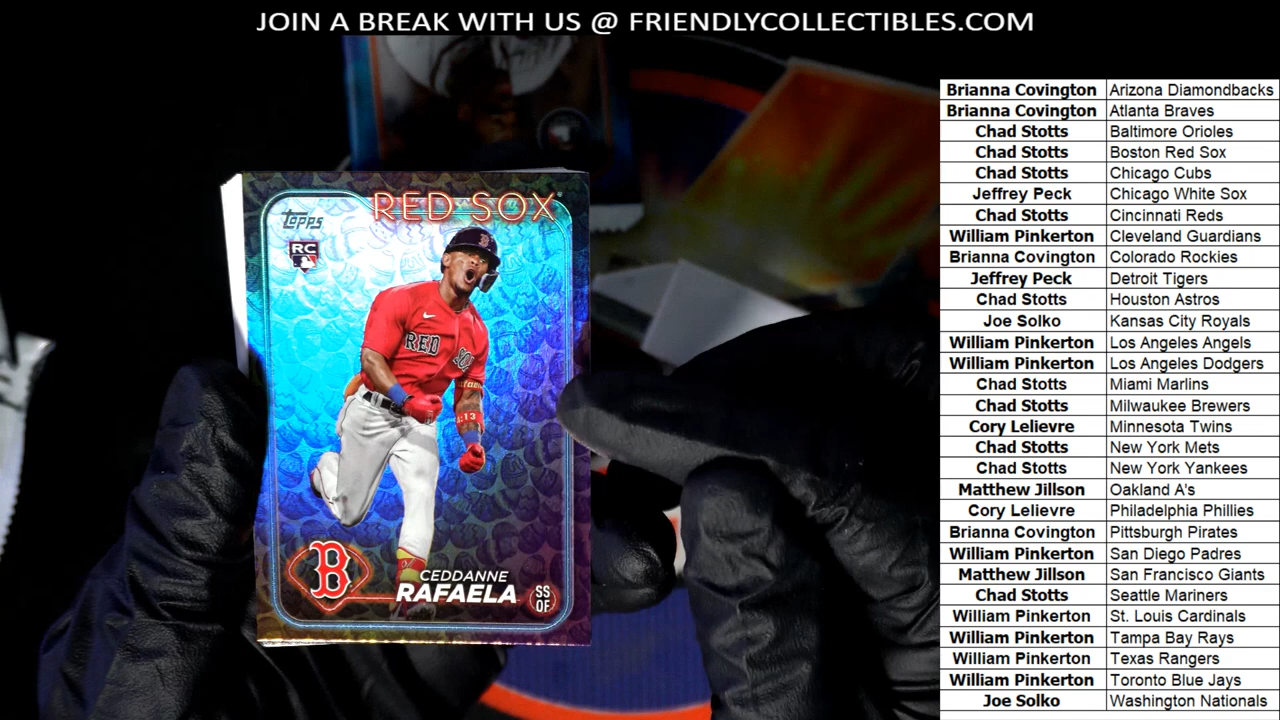 JOIN A BREAK WITH US @ FRIENDLYCOLLECTIBLES.COM
RED SOX
Topps
RC
RED SOX
:13
B
CEDDANNE
RAFAELA
SS
OF
Brianna Covington Arizona Diamondbacks
Brianna Covington Atlanta Braves
Chad Stotts Baltimore Orioles
Chad Stotts Boston Red Sox
Chad Stotts Chicago Cubs
Jeffrey Peck Chicago White Sox
Chad Stotts Cincinnati Reds
William Pinkerton Cleveland Guardians
Brianna Covington Colorado Rockies
Jeffrey Peck Detroit Tigers
Chad Stotts Houston Astros
Joe Solko Kansas City Royals
William Pinkerton Los Angeles Angels
William Pinkerton Los Angeles Dodgers
Chad Stotts Miami Marlins
Chad Stotts Milwaukee Brewers
Cory Lelievre Minnesota Twins
Chad Stotts New York Mets
Chad Stotts New York Yankees
Matthew Jillson Oakland A's
Cory Lelievre Philadelphia Phillies
Brianna Covington Pittsburgh Pirates
William Pinkerton San Diego Padres
Matthew Jillson San Francisco Giants
Chad Stotts Seattle Mariners
William Pinkerton St. Louis Cardinals
William Pinkerton Tampa Bay Rays
William Pinkerton Texas Rangers
William Pinkerton Toronto Blue Jays
Joe Solko Washington Nationals